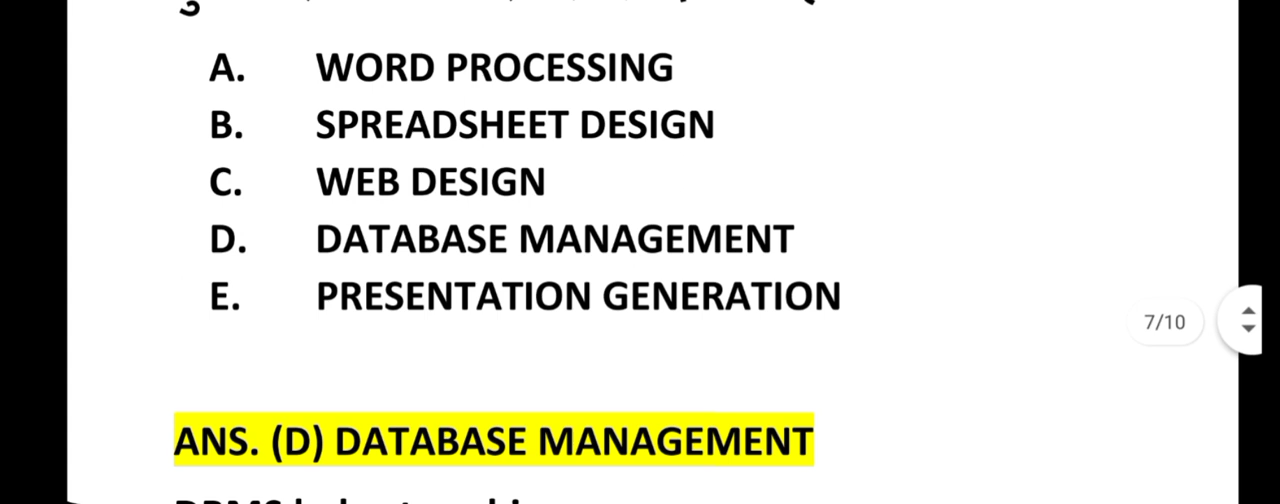 A. WORD PROCESSING
B. SPREADSHEET DESIGN
C. WEB DESIGN
D. DATABASE MANAGEMENT
E. PRESENTATION GENERATION
7/10
ANS. (D) DATABASE MANAGEMENT